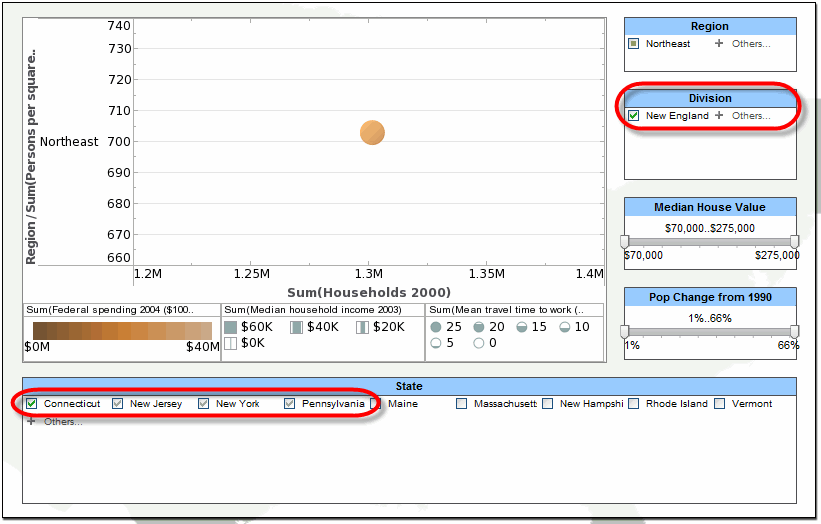 Region / Sum(Persons per square..
740
730
720
710
Northeast 700
690
680
670
660
1.2M 1.25M 1.3M 1.35M 1.4M
Sum(Households 2000)
Sum(Federal spending 2004 ($100..
$0M $40M
Sum(Median household income 2003)
$60K $40K $20K
$0K
Sum(Mean travel time to work (..
25 20 15 10
5 0
Region
Northeast + Others...
Division
New England + Others...
Median House Value
$70,000..$275,000
$70,000 $275,000
Pop Change from 1990
1%..66%
1% 66%
State
Connecticut New Jersey New York Pennsylvania Maine Massachusett New Hampshi Rhode Island Vermont
+ Others...